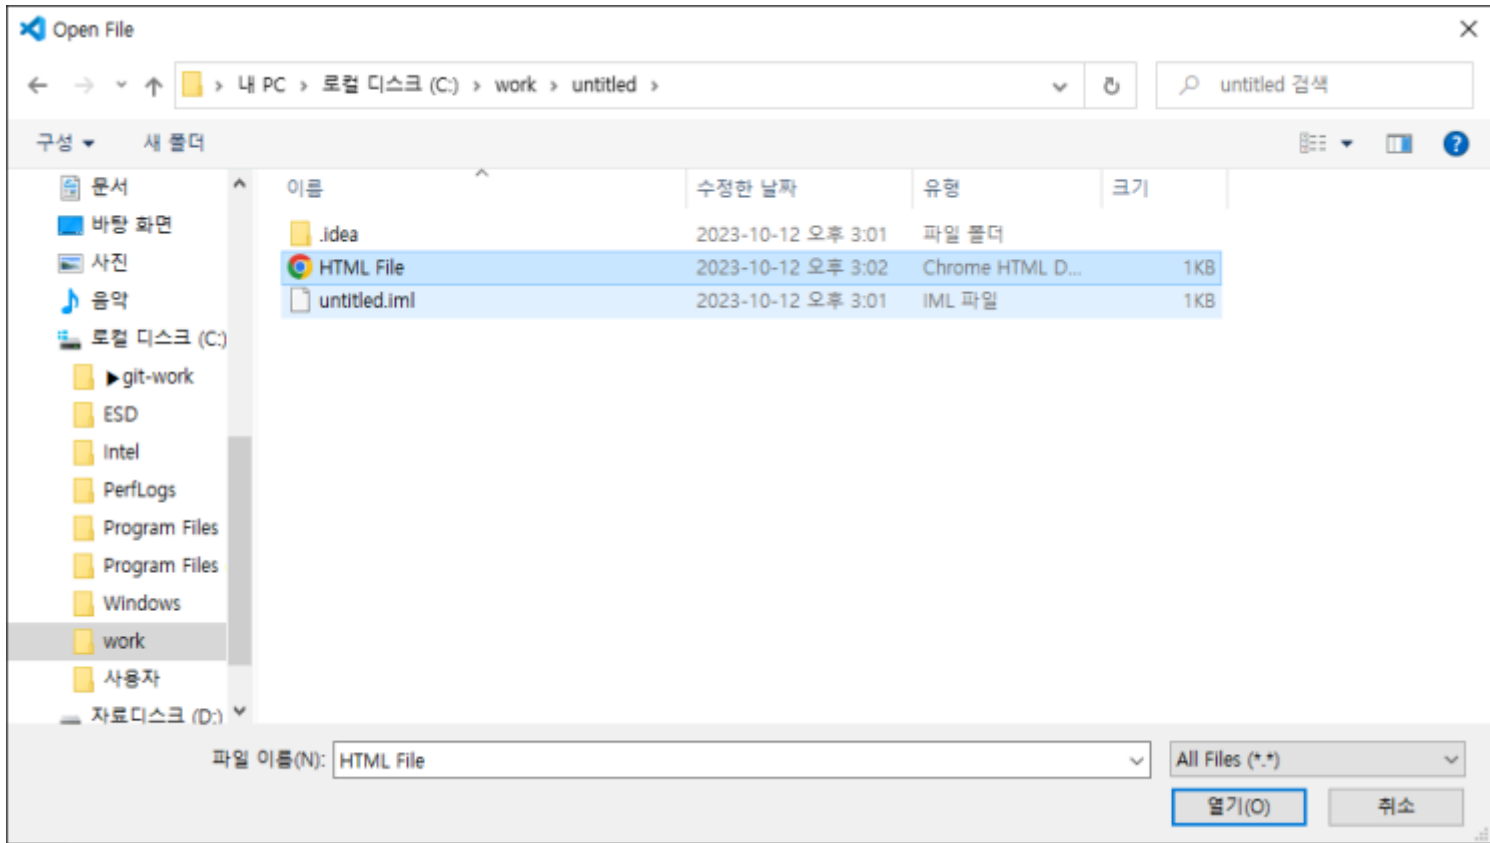 Open File
내 PC › 로컬 디스크 (C:) › work › untitled ›
untitled 검색
구성
새 폴더
문서
바탕 화면
사진
음악
로컬 디스크 (C:)
▶git-work
ESD
Intel
PerfLogs
Program Files
Program Files
Windows
work
사용자
자료디스크 (D:)
이름 수정한 날짜 유형 크기
.idea 2023-10-12 오후 3:01 파일 폴더
HTML File 2023-10-12 오후 3:02 Chrome HTML D... 1KB
untitled.iml 2023-10-12 오후 3:01 IML 파일 1KB
파일 이름(N): HTML File
All Files (*.*)
열기(O) 취소